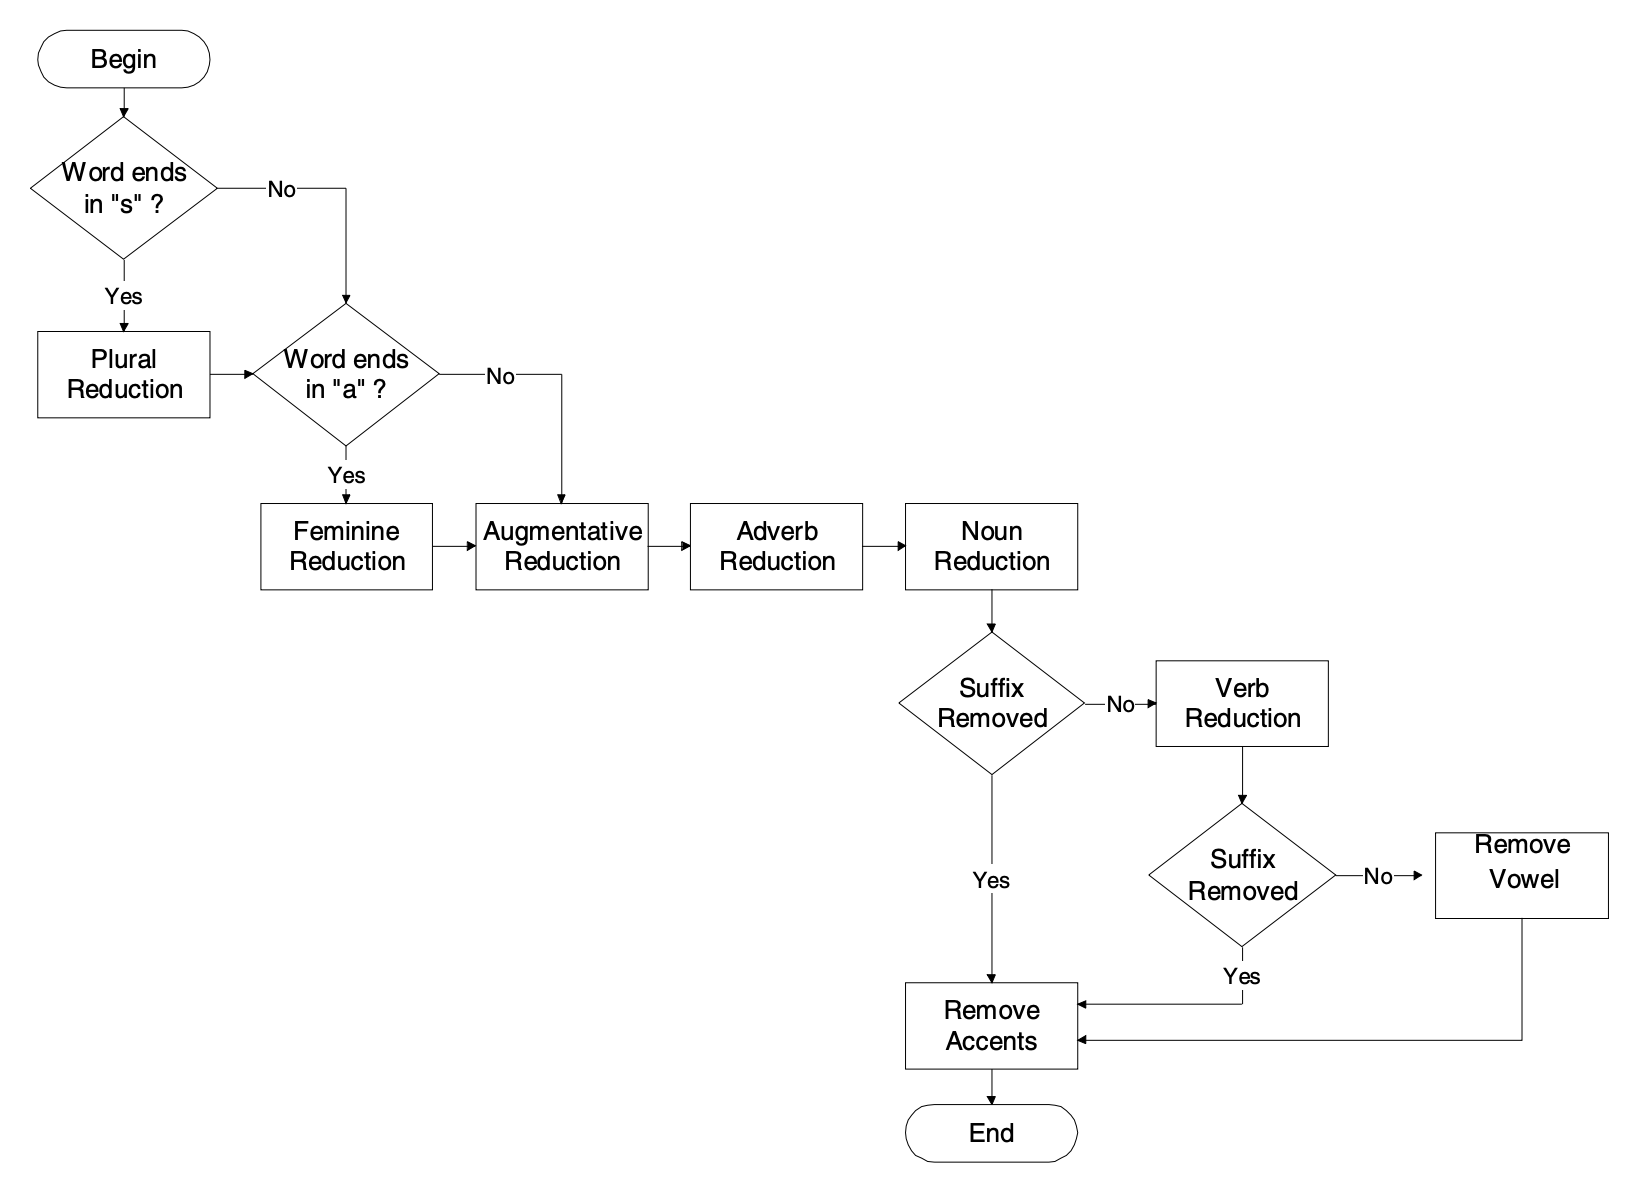 Begin
Word ends
in "s" ?
No
Yes
Plural
Reduction
Word ends
in "a" ?
No
Yes
Feminine
Reduction
Augmentative
Reduction
Adverb
Reduction
Noun
Reduction
Suffix
Removed
No
Verb
Reduction
Yes
Suffix
Removed
No
Remove
Vowel
Yes
Remove
Accents
End